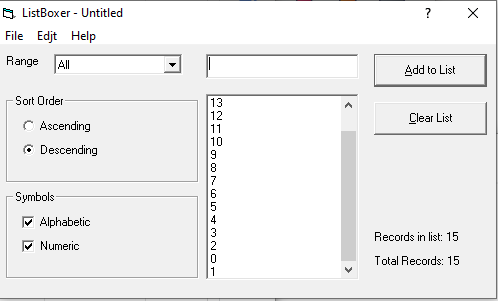 ListBoxer - Untitled
File Edjt Help
Range All
Add to List
Sort Order
Ascending
Descending
Clear List
Symbols
Alphabetic
Numeric
13
12
11
10
9
8
7
6
5
4
3
2
0
1
Records in list: 15
Total Records: 15